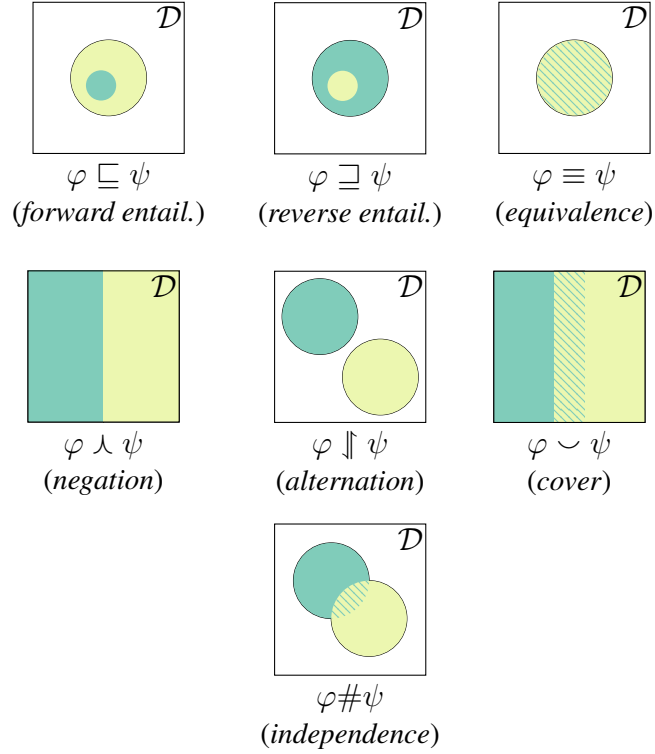 𝒟 𝒟 𝒟
φ ⊑ ψ φ ⊒ ψ φ ≡ ψ
(forward entail.) (reverse entail.) (equivalence)
𝒟 𝒟 𝒟
φ ⋏ ψ φ ⥯ ψ φ ⌣ ψ
(negation) (alternation) (cover)
𝒟
φ#ψ
(independence)